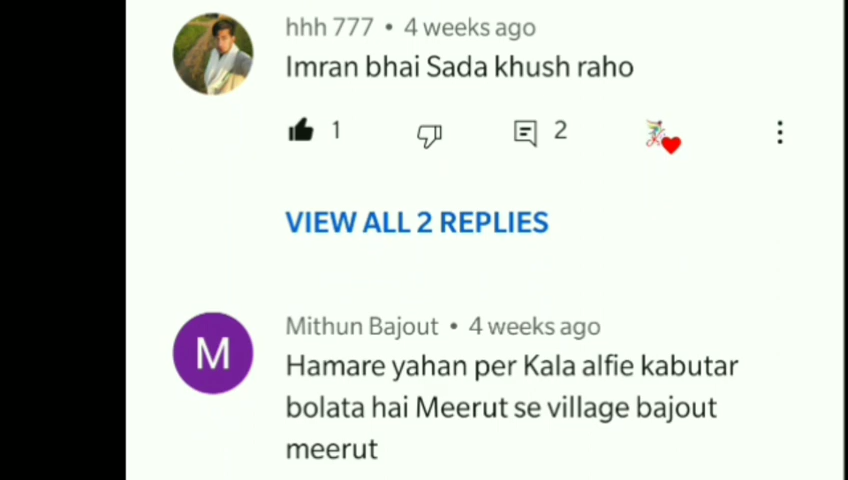 hhh 777 • 4 weeks ago
Imran bhai Sada khush raho
1
2
VIEW ALL 2 REPLIES
M
Mithun Bajout • 4 weeks ago
Hamare yahan per Kala alfie kabutar
bolata hai Meerut se village bajout
meerut